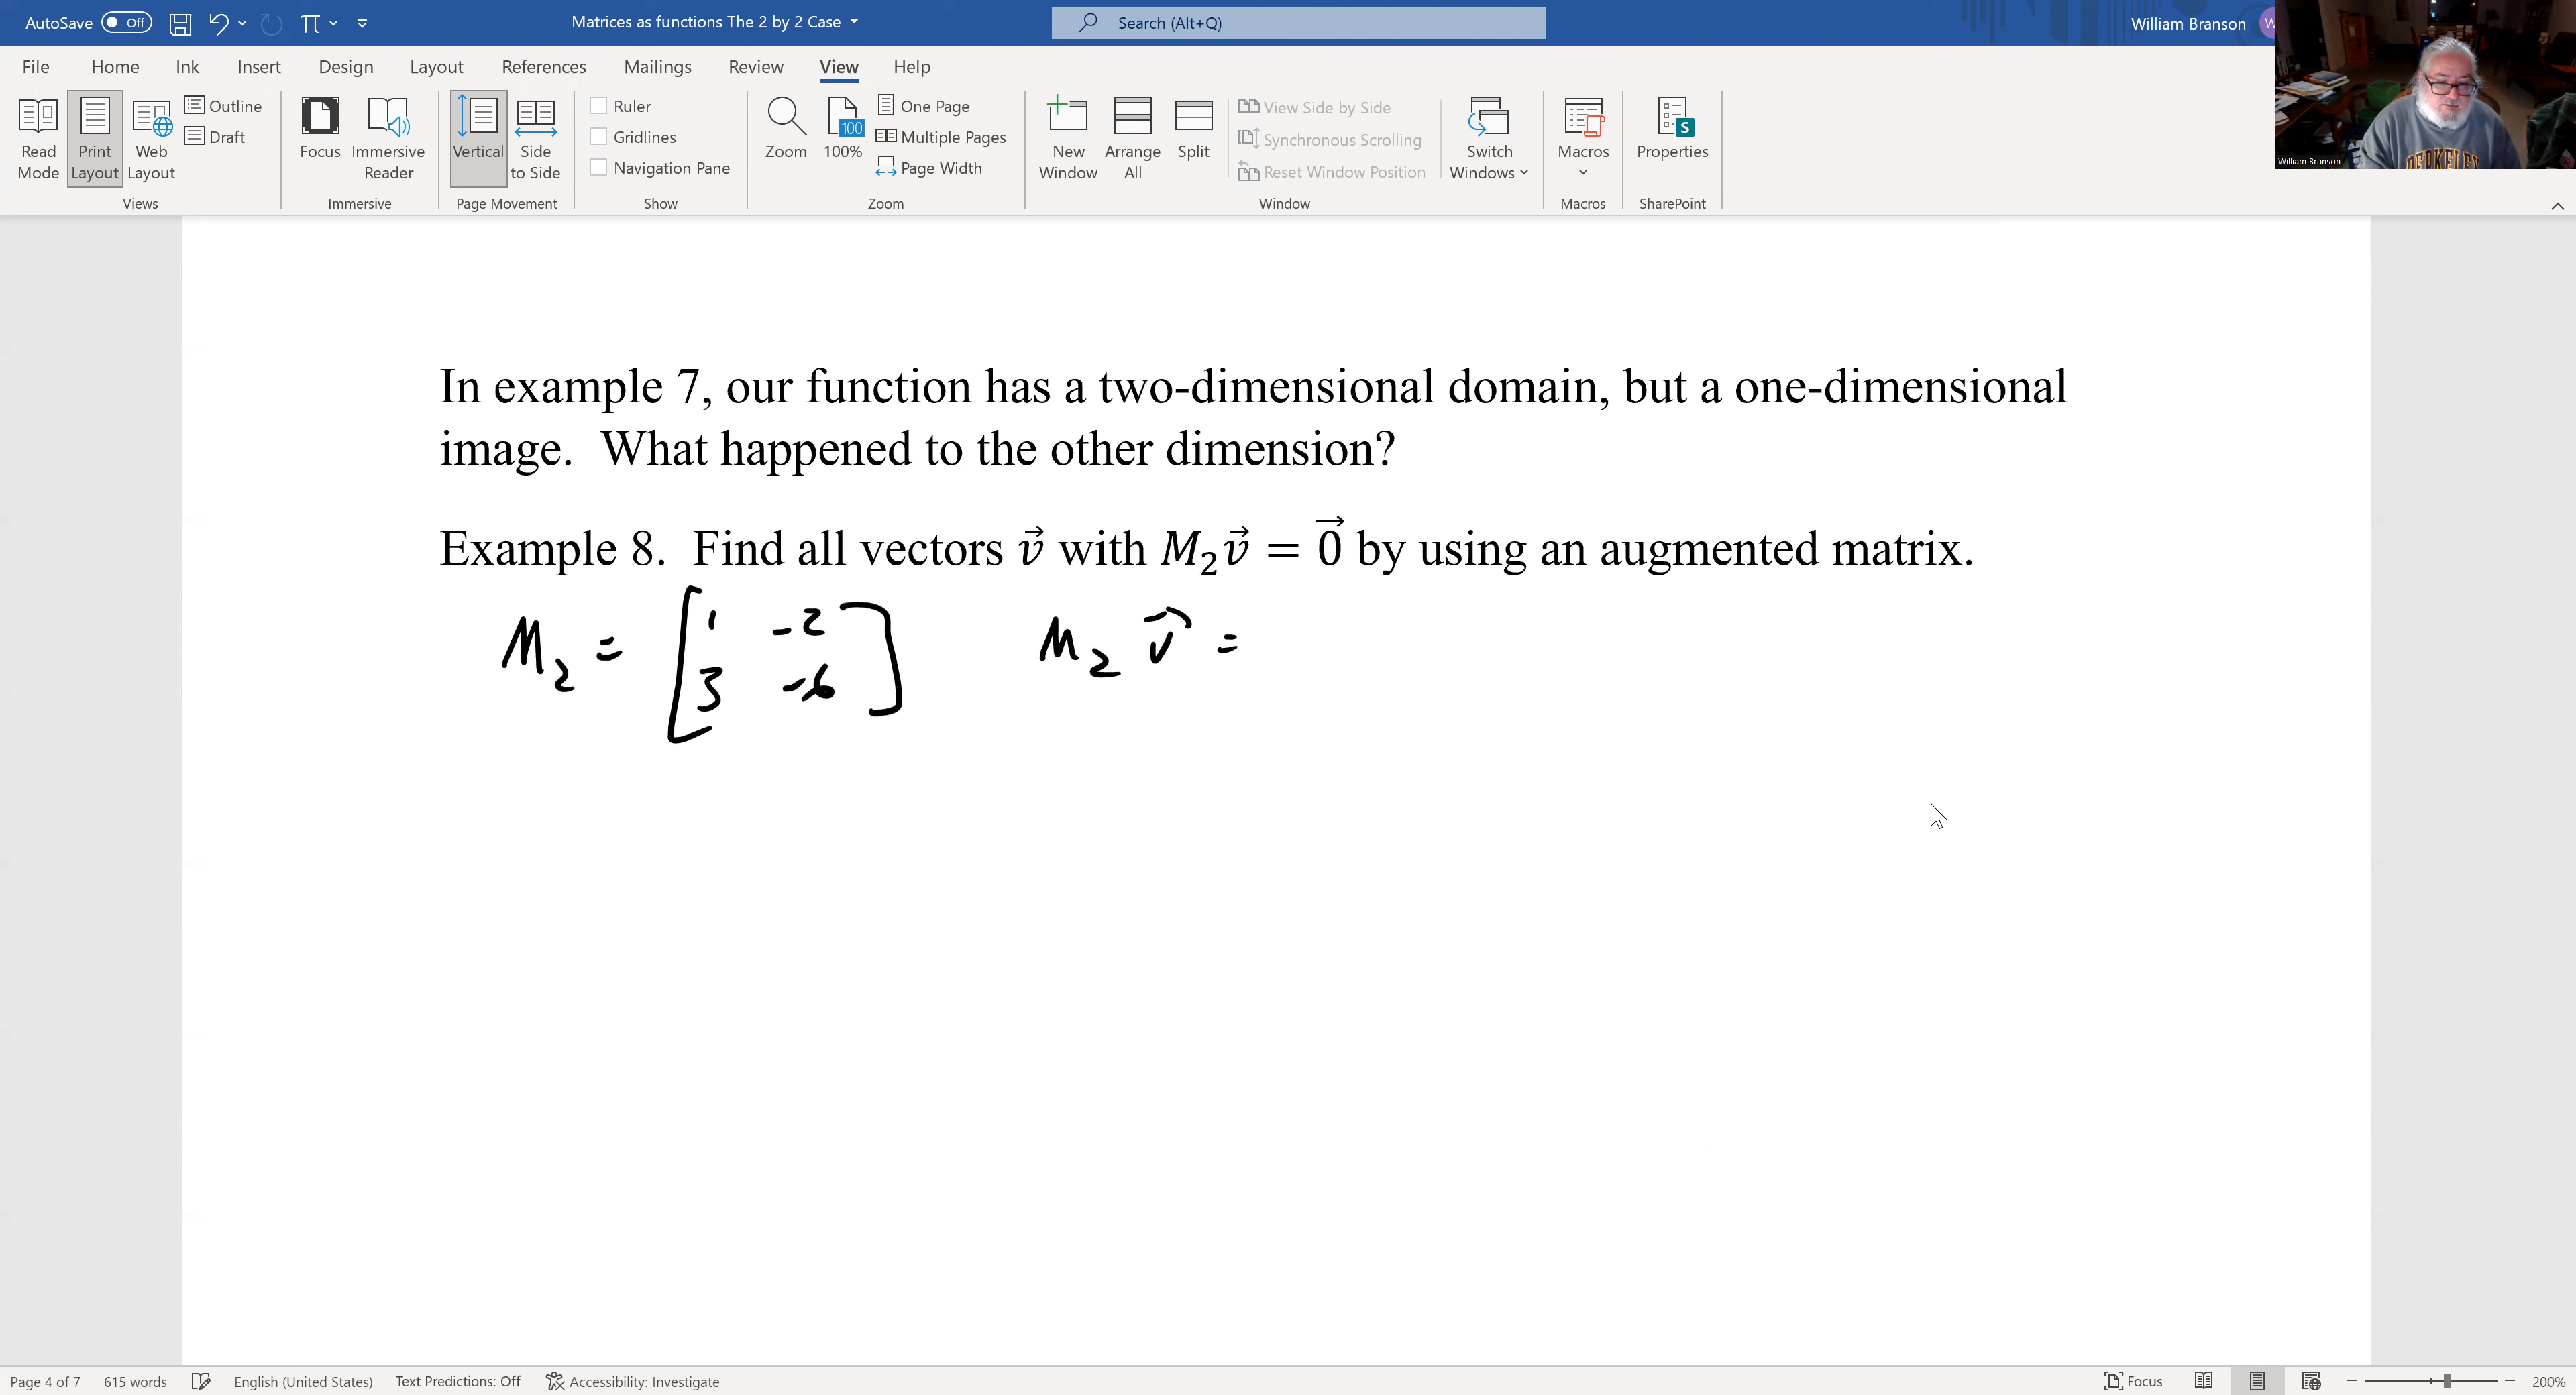 AutoSave Off Matrices as functions The 2 by 2 Case Search (Alt+Q) William Branson W
File Home Ink Insert Design Layout References Mailings Review View Help
Read Mode Print Layout Web Layout Outline Draft
Views
Focus Immersive Reader
Immersive
Vertical Side to Side
Page Movement
Ruler
Gridlines
Navigation Pane
Show
Zoom 100 100% One Page Multiple Pages Page Width
Zoom
New Window Arrange All Split View Side by Side Synchronous Scrolling Reset Window Position Switch Windows
Window
Macros
Macros
S Properties
SharePoint
William Branson
BERKELEY
In example 7, our function has a two-dimensional domain, but a one-dimensional
image. What happened to the other dimension?
Example 8. Find all vectors v⃗ with M₂v⃗ = 0⃗ by using an augmented matrix.
M₂ = [1 -2
3 -6] M₂ v⃗ =
Page 4 of 7 615 words English (United States) Text Predictions: Off Accessibility: Investigate Focus 200%